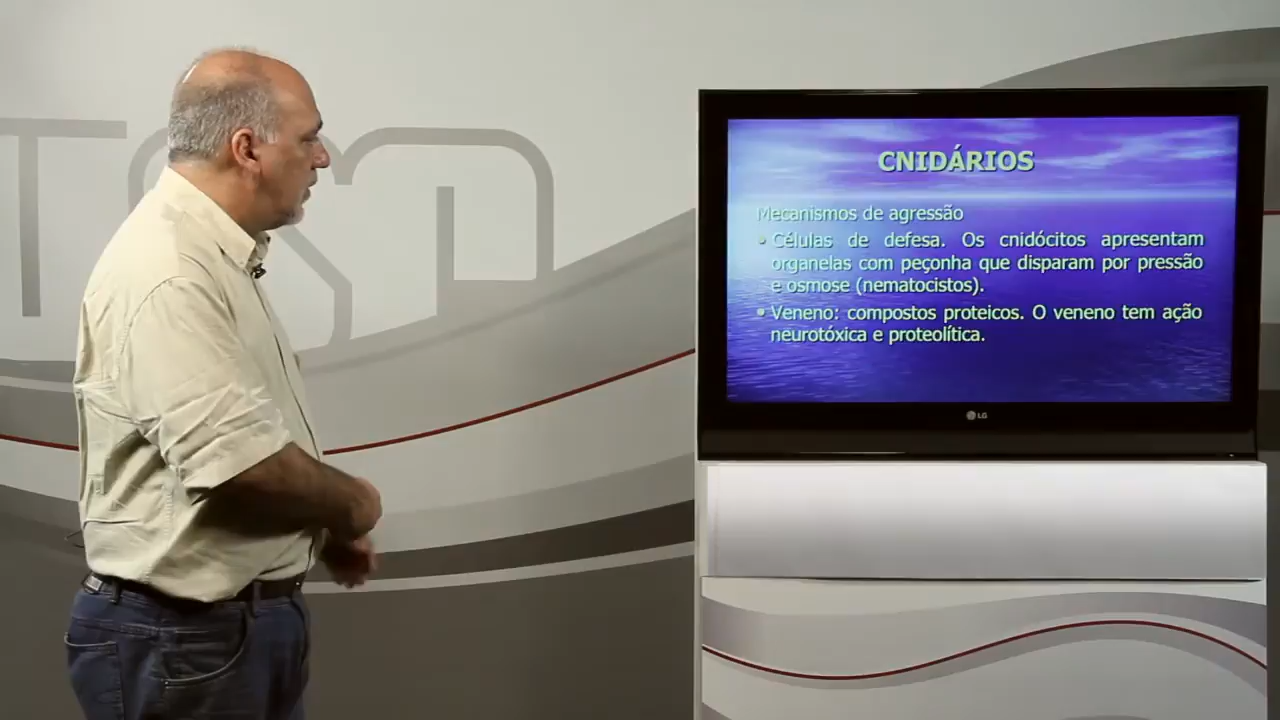 CNIDÁRIOS
Mecanismos de agressão
• Células de defesa. Os cnidócitos apresentam
organelas com peçonha que disparam por pressão
e osmose (nematocistos).
• Veneno: compostos proteicos. O veneno tem ação
neurotóxica e proteolítica.
LG